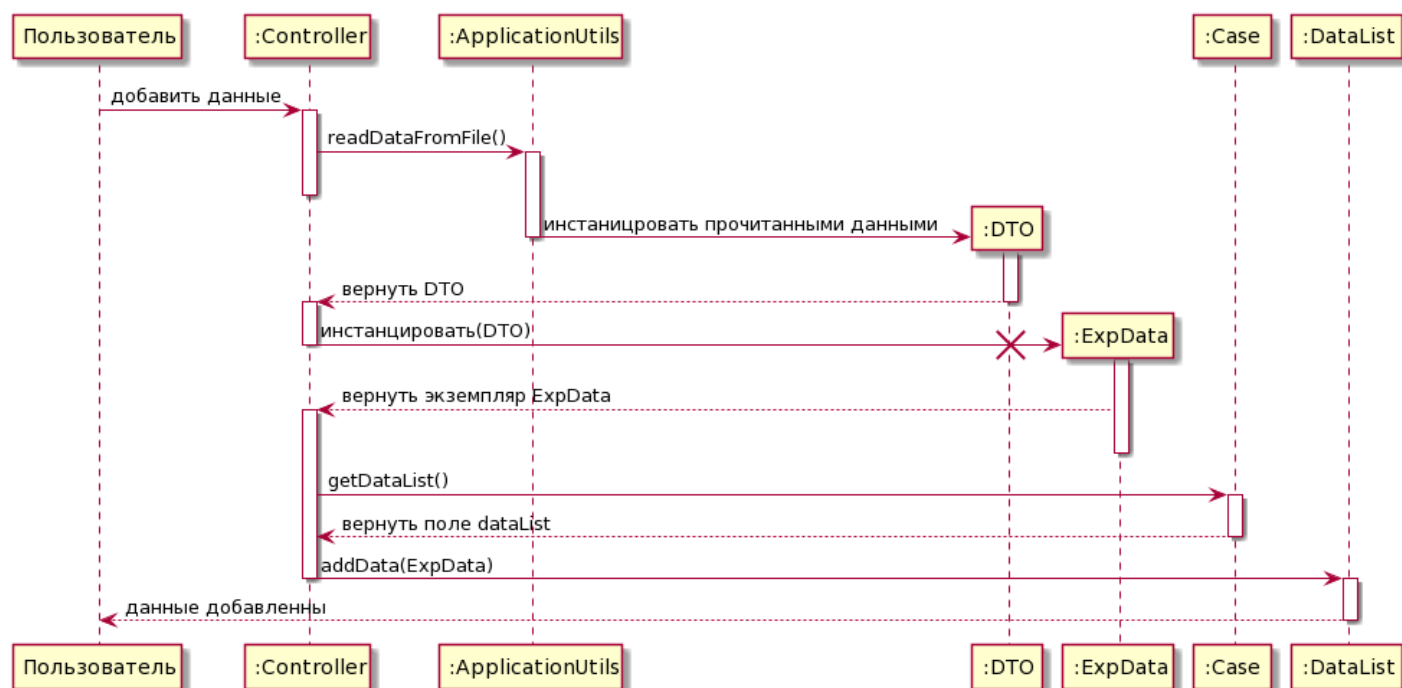 Пользователь
:Controller
:ApplicationUtils
:Case
:DataList
добавить данные
readDataFromFile()
инстаницровать прочитанными данными
:DTO
вернуть DTO
инстанцировать(DTO)
:ExpData
вернуть экземпляр ExpData
getDataList()
вернуть поле dataList
addData(ExpData)
данные добавленны
Пользователь
:Controller
:ApplicationUtils
:DTO
:ExpData
:Case
:DataList